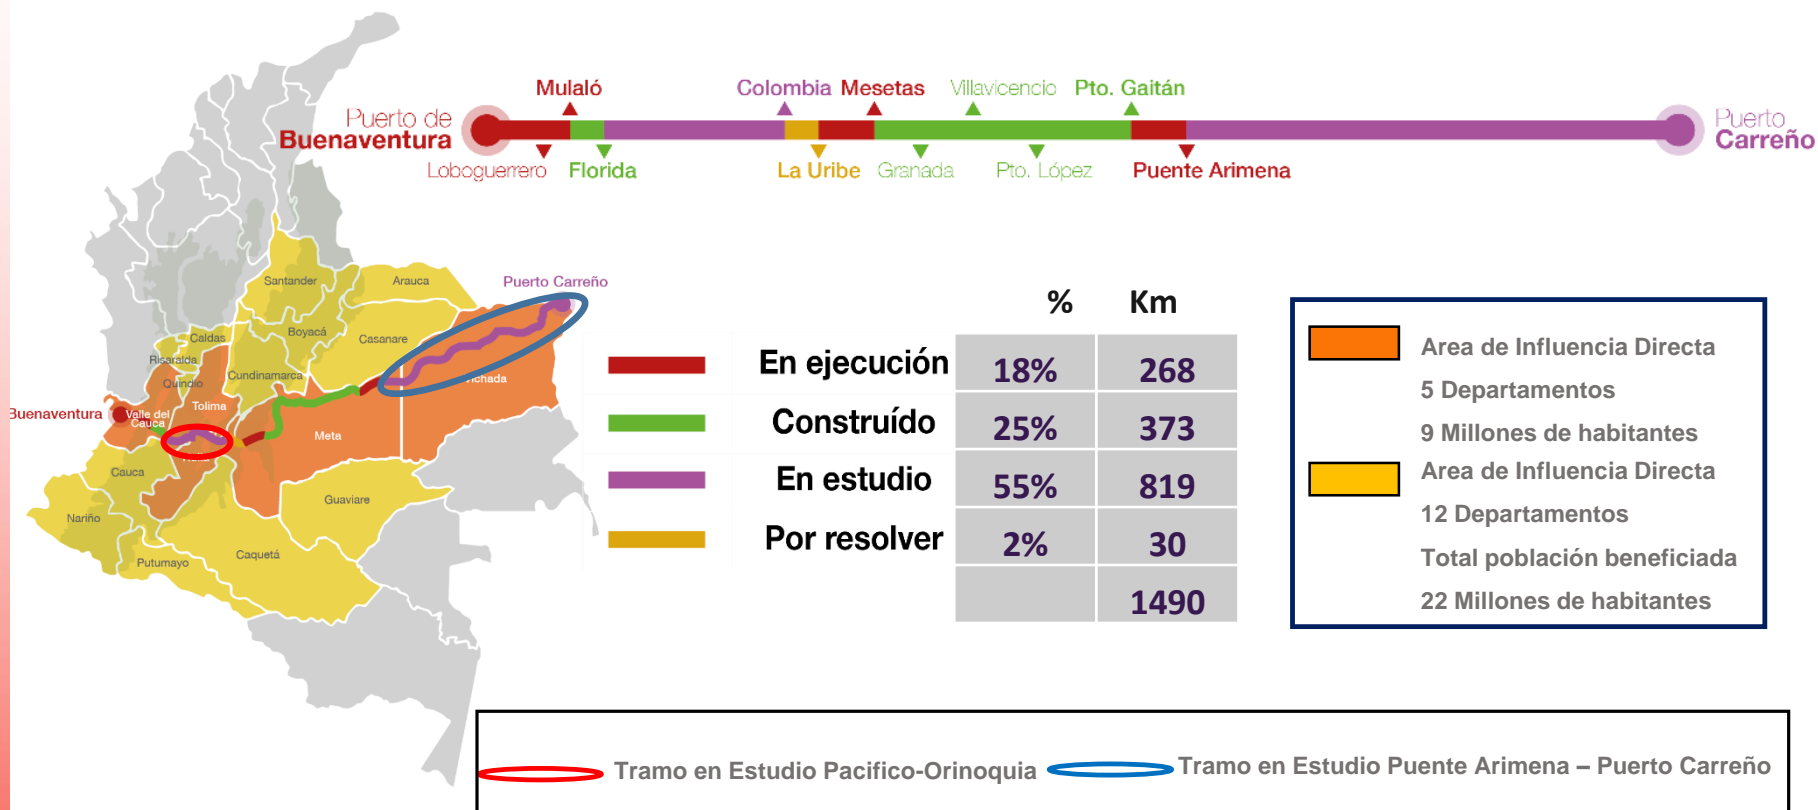 Mulaló
Colombia
Mesetas
Villavicencio
Pto. Gaitán
Puerto de
Buenaventura
Puerto
Carreño
Loboguerrero
Florida
La Uribe
Granada
Pto. López
Puente Arimena
Puerto Carreño
Santander
Arauca
Boyacá
Casanare
Caldas
Risaralda
Cundinamarca
Quindío
Vichada
Tolima
Buenaventura
Valle del
Cauca
Meta
Cauca
Guaviare
Nariño
Caquetá
Putumayo
% Km
En ejecución 18% 268
Construído 25% 373
En estudio 55% 819
Por resolver 2% 30
1490
Area de Influencia Directa
5 Departamentos
9 Millones de habitantes
Area de Influencia Directa
12 Departamentos
Total población beneficiada
22 Millones de habitantes
Tramo en Estudio Pacifico-Orinoquia
Tramo en Estudio Puente Arimena – Puerto Carreño